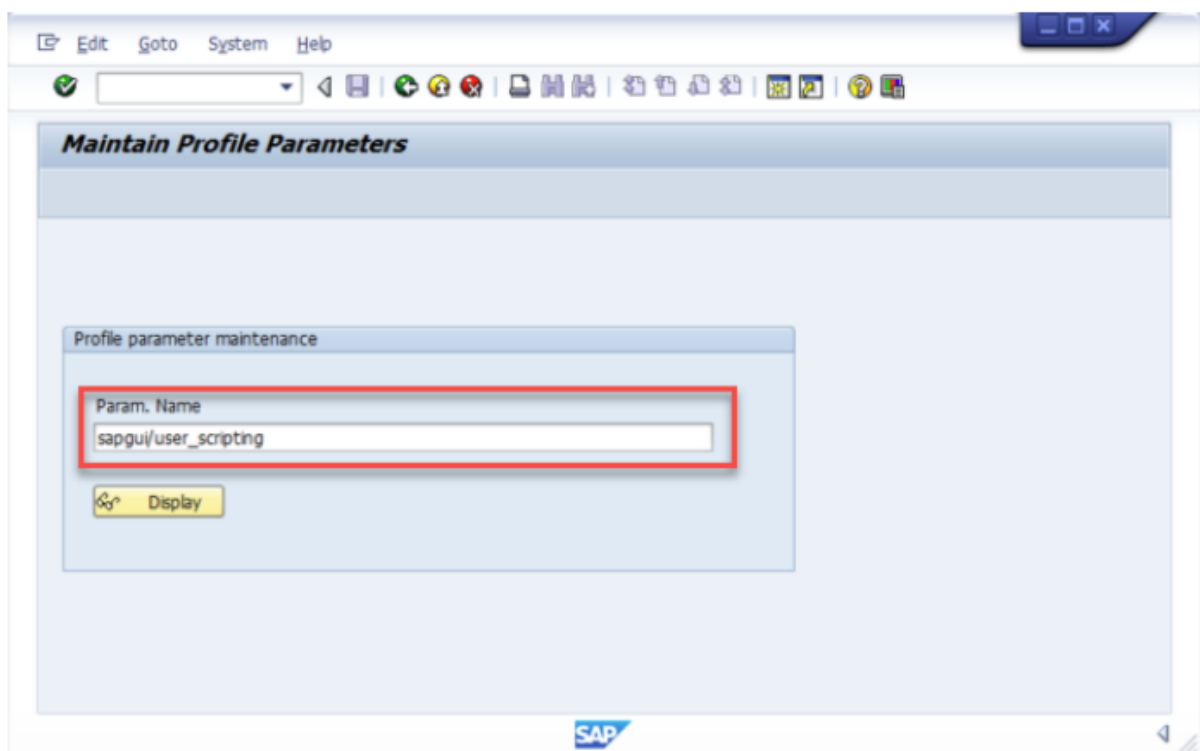 Edit Goto System Help
Maintain Profile Parameters
Profile parameter maintenance
Param. Name
sapgui/user_scripting
Display
SAP